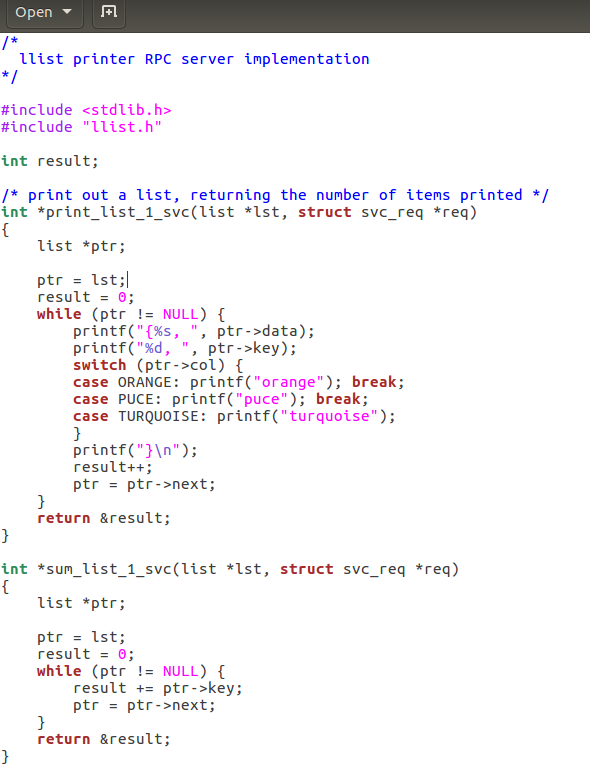 Open
/*
  llist printer RPC server implementation
*/

#include <stdlib.h>
#include "llist.h"

int result;

/* print out a list, returning the number of items printed */
int *print_list_1_svc(list *lst, struct svc_req *req)
{
    list *ptr;

    ptr = lst;
    result = 0;
    while (ptr != NULL) {
        printf("{%s, ", ptr->data);
        printf("%d, ", ptr->key);
        switch (ptr->col) {
        case ORANGE: printf("orange"); break;
        case PUCE: printf("puce"); break;
        case TURQUOISE: printf("turquoise");
        }
        printf("}\n");
        result++;
        ptr = ptr->next;
    }
    return &result;
}

int *sum_list_1_svc(list *lst, struct svc_req *req)
{
    list *ptr;

    ptr = lst;
    result = 0;
    while (ptr != NULL) {
        result += ptr->key;
        ptr = ptr->next;
    }
    return &result;
}